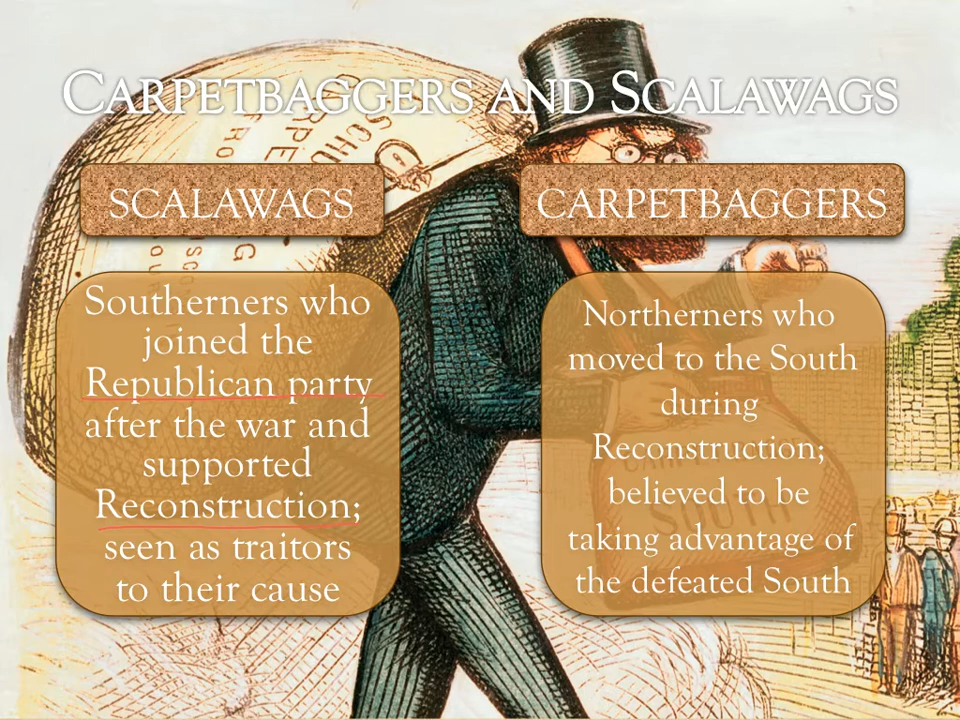 CARPETBAGGERS AND SCALAWAGS
SCALAWAGS
Southerners who
joined the
Republican party
after the war and
supported
Reconstruction;
seen as traitors
to their cause
CARPETBAGGERS
Northerners who
moved to the South
during
Reconstruction;
believed to be
taking advantage of
the defeated South
SOUTH